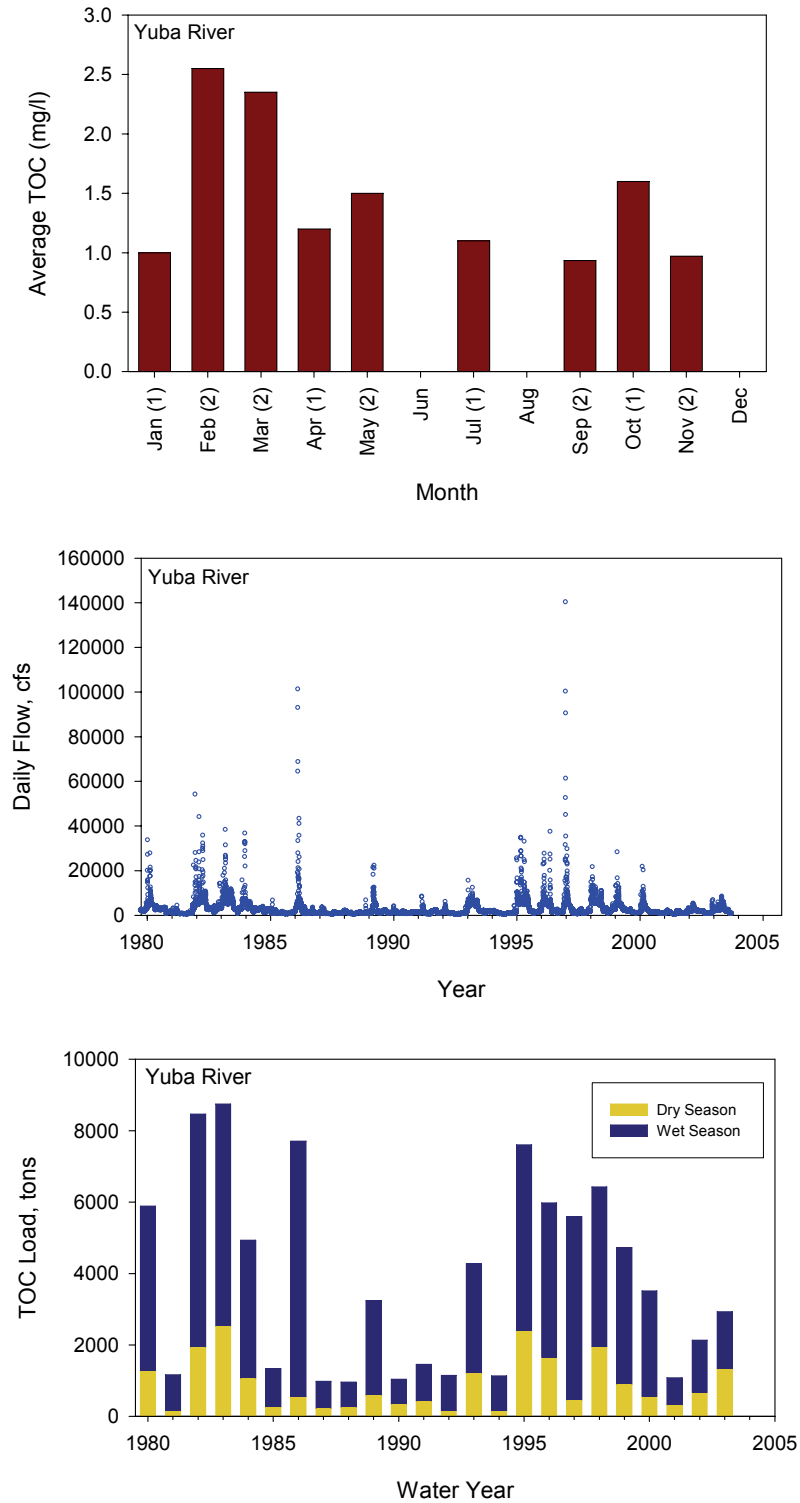 Yuba River
3.0
2.5
2.0
1.5
1.0
0.5
0.0
Average TOC (mg/l)
Jan (1)
Feb (2)
Mar (2)
Apr (1)
May (2)
Jun
Jul (1)
Aug
Sep (2)
Oct (1)
Nov (2)
Dec
Month
Yuba River
160000
140000
120000
100000
80000
60000
40000
20000
0
Daily Flow, cfs
1980 1985 1990 1995 2000 2005
Year
Yuba River
10000
8000
6000
4000
2000
0
TOC Load, tons
Dry Season
Wet Season
1980 1985 1990 1995 2000 2005
Water Year